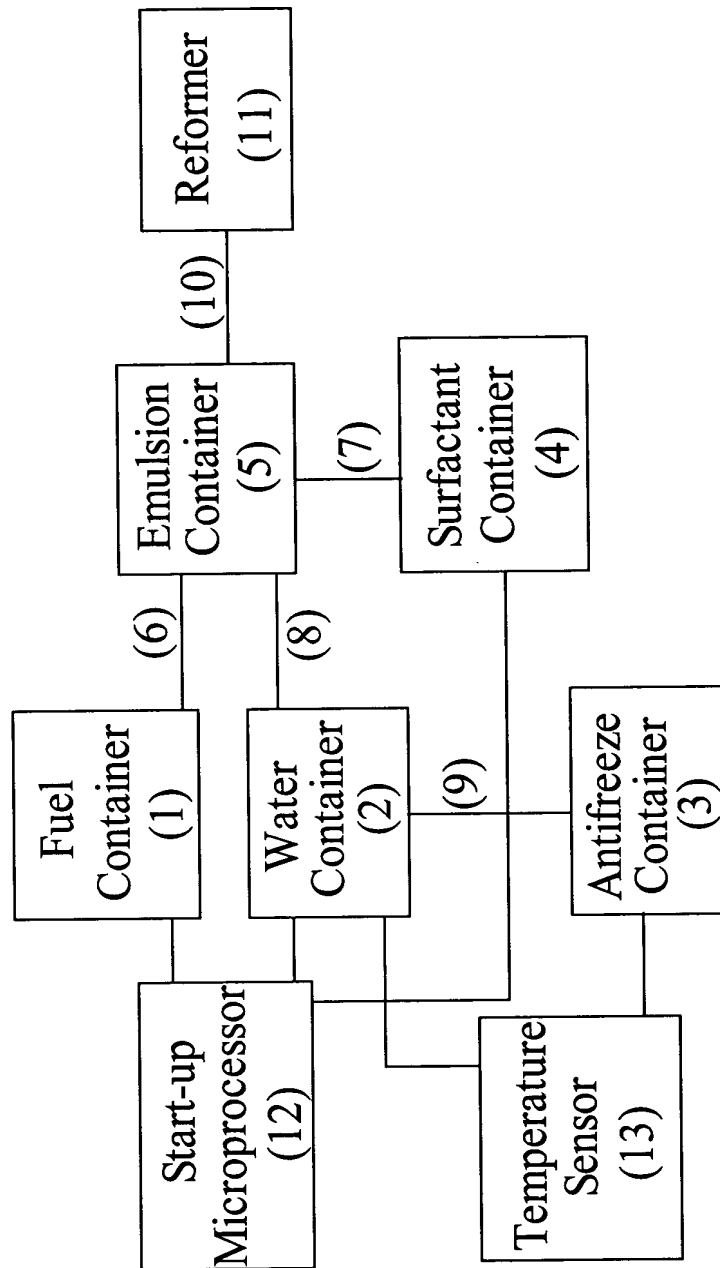 Start-up
Microprocessor
(12)
Fuel
Container
(1)
(6)
Emulsion
Container
(5)
(10)
Reformer
(11)
Water
Container
(2)
(8)
(7)
Temperature
Sensor
(13)
(9)
Surfactant
Container
(4)
Antifreeze
Container
(3)